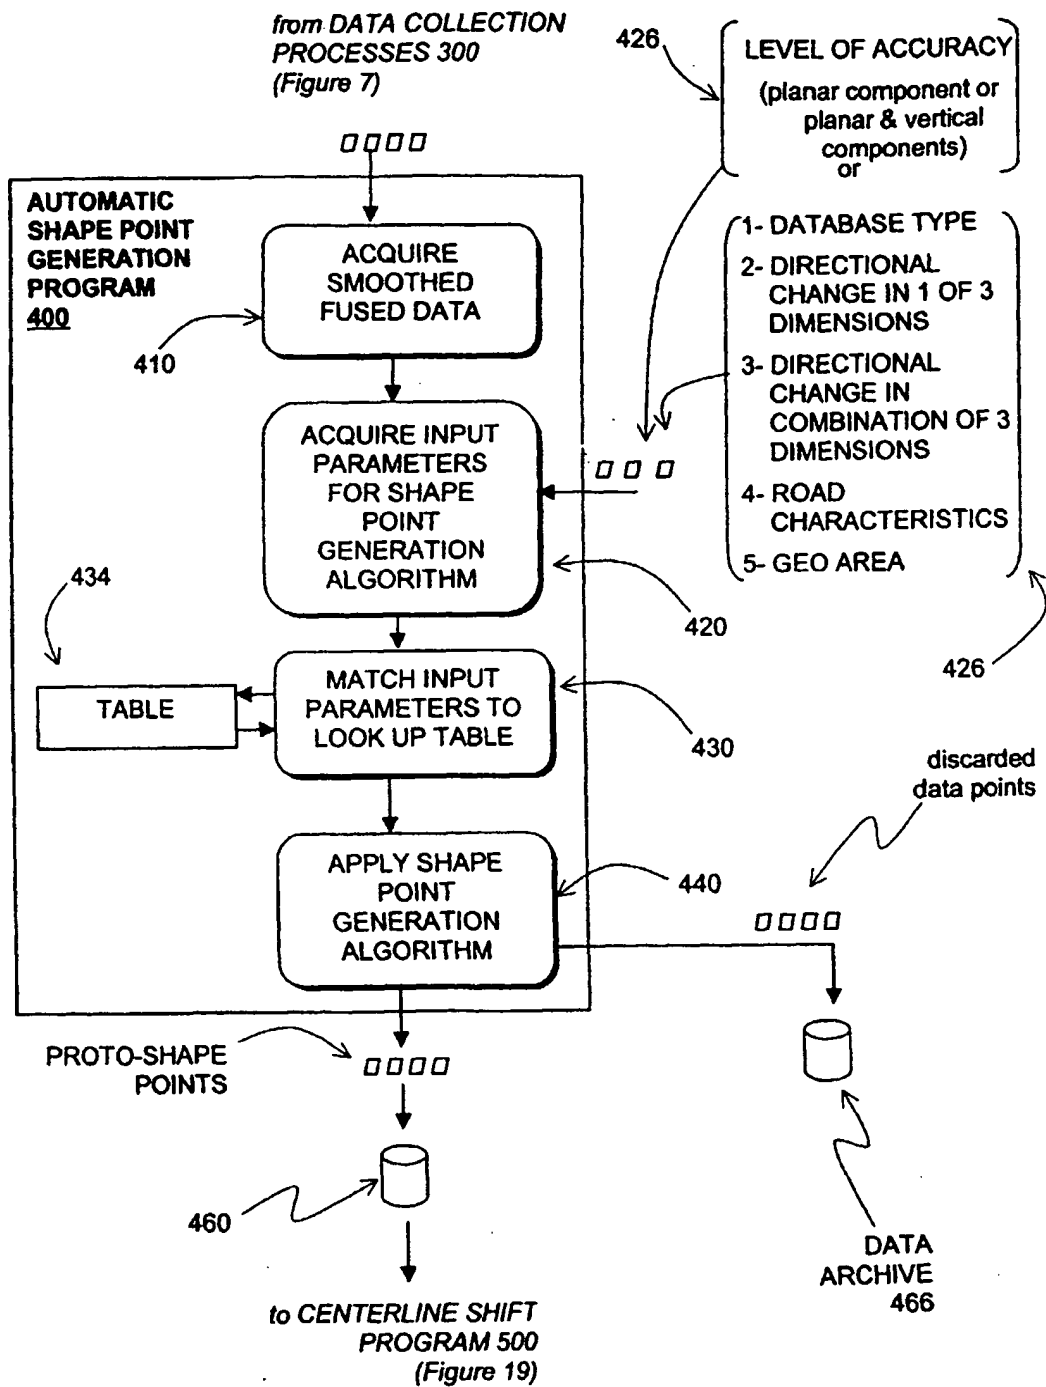 from DATA COLLECTION
PROCESSES 300
(Figure 7)
426
LEVEL OF ACCURACY
(planar component or
planar & vertical
components)
or
1- DATABASE TYPE
2- DIRECTIONAL
CHANGE IN 1 OF 3
DIMENSIONS
3- DIRECTIONAL
CHANGE IN
COMBINATION OF 3
DIMENSIONS
4- ROAD
CHARACTERISTICS
5- GEO AREA
426
AUTOMATIC
SHAPE POINT
GENERATION
PROGRAM
400
ACQUIRE
SMOOTHED
FUSED DATA
410
ACQUIRE INPUT
PARAMETERS
FOR SHAPE
POINT
GENERATION
ALGORITHM
420
434
TABLE
MATCH INPUT
PARAMETERS TO
LOOK UP TABLE
430
discarded
data points
APPLY SHAPE
POINT
GENERATION
ALGORITHM
440
PROTO-SHAPE
POINTS
460
DATA
ARCHIVE
466
to CENTERLINE SHIFT
PROGRAM 500
(Figure 19)